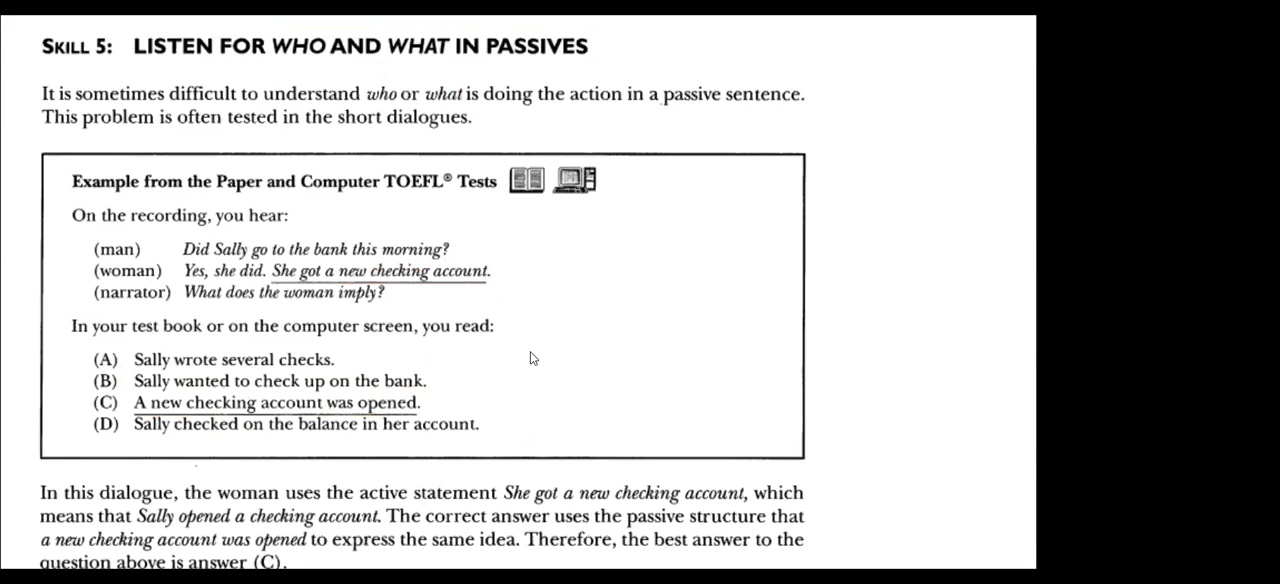 SKILL 5: LISTEN FOR WHO AND WHAT IN PASSIVES
It is sometimes difficult to understand who or what is doing the action in a passive sentence.
This problem is often tested in the short dialogues.
Example from the Paper and Computer TOEFL® Tests
On the recording, you hear:
(man) Did Sally go to the bank this morning?
(woman) Yes, she did. She got a new checking account.
(narrator) What does the woman imply?
In your test book or on the computer screen, you read:
(A) Sally wrote several checks.
(B) Sally wanted to check up on the bank.
(C) A new checking account was opened.
(D) Sally checked on the balance in her account.
In this dialogue, the woman uses the active statement She got a new checking account, which
means that Sally opened a checking account. The correct answer uses the passive structure that
a new checking account was opened to express the same idea. Therefore, the best answer to the
question above is answer (C).